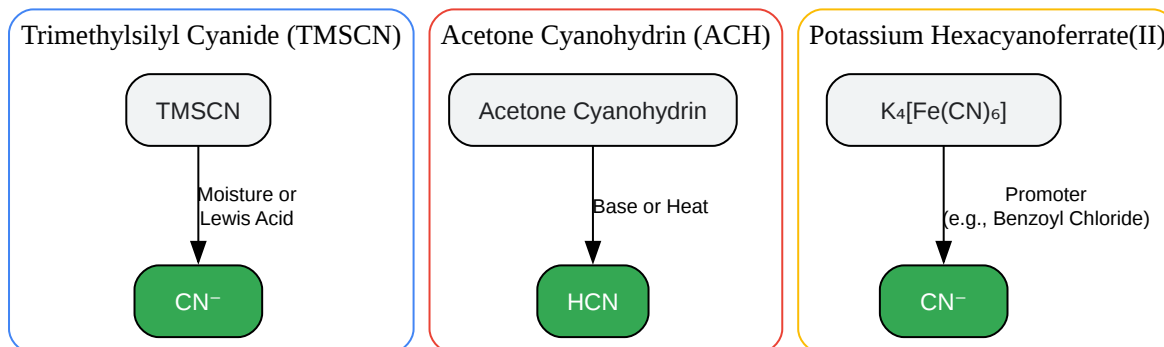 Trimethylsilyl Cyanide (TMSCN)
TMSCN
Moisture or
Lewis Acid
CN⁻
Acetone Cyanohydrin (ACH)
Acetone Cyanohydrin
Base or Heat
HCN
Potassium Hexacyanoferrate(II)
K₄[Fe(CN)₆]
Promoter
(e.g., Benzoyl Chloride)
CN⁻